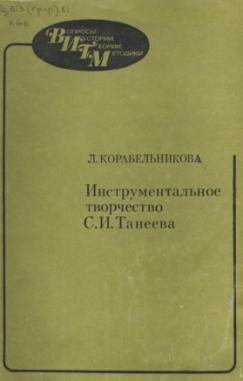 ВОПРОСЫ
ИСТОРИИ,
ТЕОРИИ,
МЕТОДИКИ
Л. КОРАБЕЛЬНИКОВА
Инструментальное
творчество
С. И. Танеева